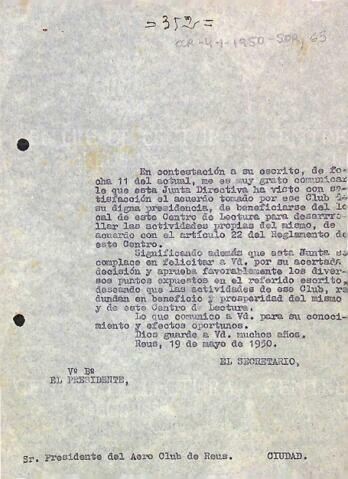 =352=
CCR-4-1-1950-SOR, 63
En contestación a su escrito, de fe-
cha 11 del actual, me es muy grato comunicar
le que esta Junta Directiva ha visto con sa-
tisfacción el acuerdo tomado por ese Club de
su digna presidencia, de beneficiarse del lo
cal de este Centro de Lectura para desarro-
llar las actividades propias del mismo, de
acuerdo con el artículo 22 del Reglamento de
este Centro.
Significando además que esta Junta se
complace en felicitar a Vd. por su acertada
decisión y aprueba favorablemente los diver-
sos puntos expuestos en el referido escrito,
deseando que las actividades de ese Club, re
dundan en beneficio y prosperidad del mismo
y de este Centro de Lectura.
Lo que comunico a Vd. para su conoci-
miento y efectos oportunos.
Dios guarde a Vd. muchos años.
Reus, 19 de mayo de 1950.
EL SECRETARIO,
Vº Bº
EL PRESIDENTE,
Sr. Presidente del Aero Club de Reus. CIUDAD.